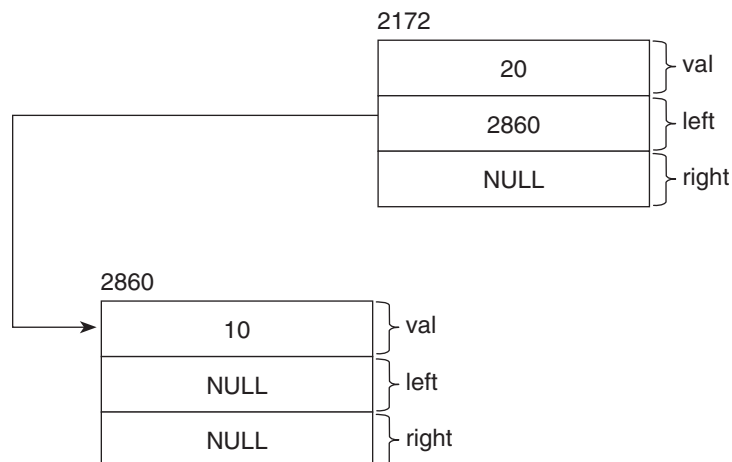 2172
20 val
2860 left
NULL right
2860
10 val
NULL left
NULL right